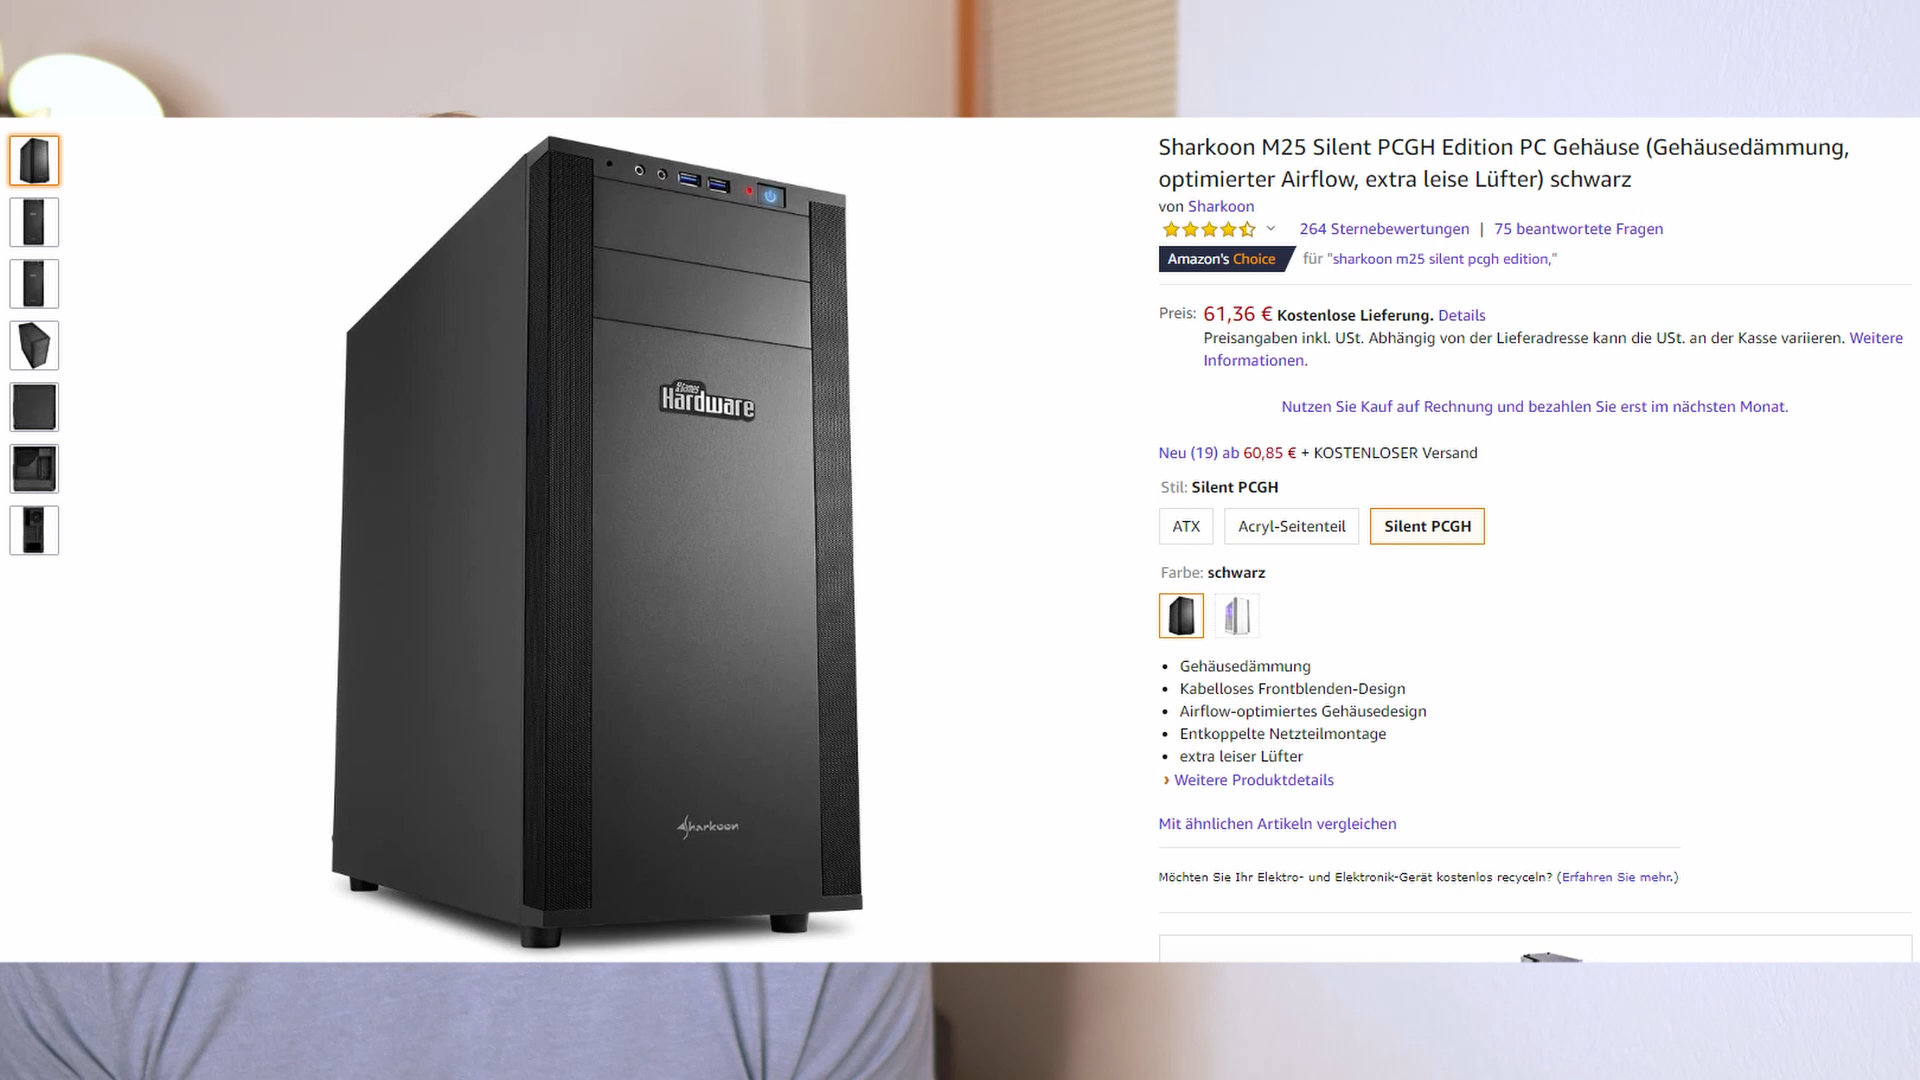 Sharkoon M25 Silent PCGH Edition PC Gehäuse (Gehäusedämmung,
optimierter Airflow, extra leise Lüfter) schwarz
von Sharkoon
264 Sternebewertungen | 75 beantwortete Fragen
Amazon's Choice für "sharkoon m25 silent pcgh edition,"
Preis: 61,36 € Kostenlose Lieferung. Details
Preisangaben inkl. USt. Abhängig von der Lieferadresse kann die USt. an der Kasse variieren. Weitere
Informationen.
Nutzen Sie Kauf auf Rechnung und bezahlen Sie erst im nächsten Monat.
Neu (19) ab 60,85 € + KOSTENLOSER Versand
Stil: Silent PCGH
ATX Acryl-Seitenteil Silent PCGH
Farbe: schwarz
• Gehäusedämmung
• Kabelloses Frontblenden-Design
• Airflow-optimiertes Gehäusedesign
• Entkoppelte Netzteilmontage
• extra leiser Lüfter
› Weitere Produktdetails
Mit ähnlichen Artikeln vergleichen
Möchten Sie Ihr Elektro- und Elektronik-Gerät kostenlos recyceln? (Erfahren Sie mehr.)
&Games
Hardware
Sharkoon